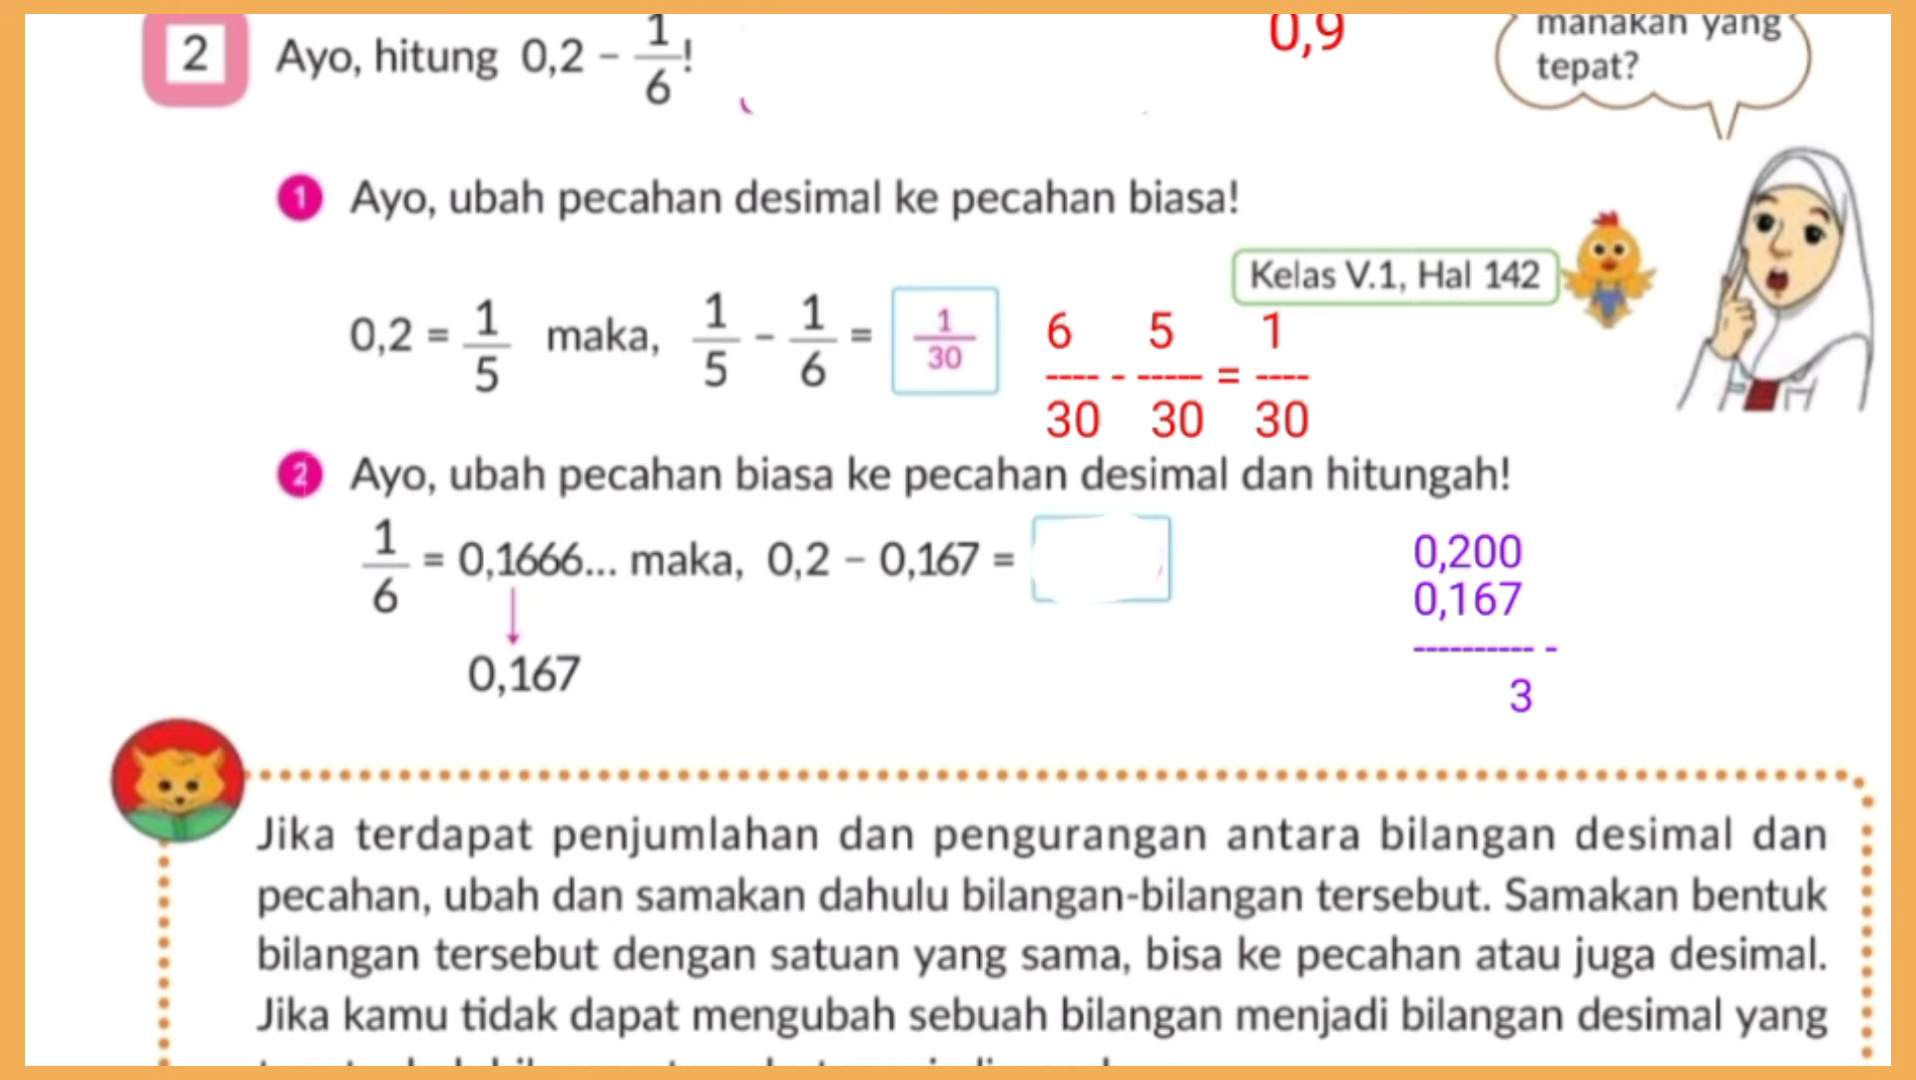 0,9
manakah yang
tepat?
2 Ayo, hitung 0,2 - 1/6!
1 Ayo, ubah pecahan desimal ke pecahan biasa!
Kelas V.1, Hal 142
0,2 = 1/5 maka, 1/5 - 1/6 = 1/30
6/30 - 5/30 = 1/30
2 Ayo, ubah pecahan biasa ke pecahan desimal dan hitungah!
1/6 = 0,1666... maka, 0,2 - 0,167 =
0,167
0,200
0,167
----------- -
3
Jika terdapat penjumlahan dan pengurangan antara bilangan desimal dan
pecahan, ubah dan samakan dahulu bilangan-bilangan tersebut. Samakan bentuk
bilangan tersebut dengan satuan yang sama, bisa ke pecahan atau juga desimal.
Jika kamu tidak dapat mengubah sebuah bilangan menjadi bilangan desimal yang